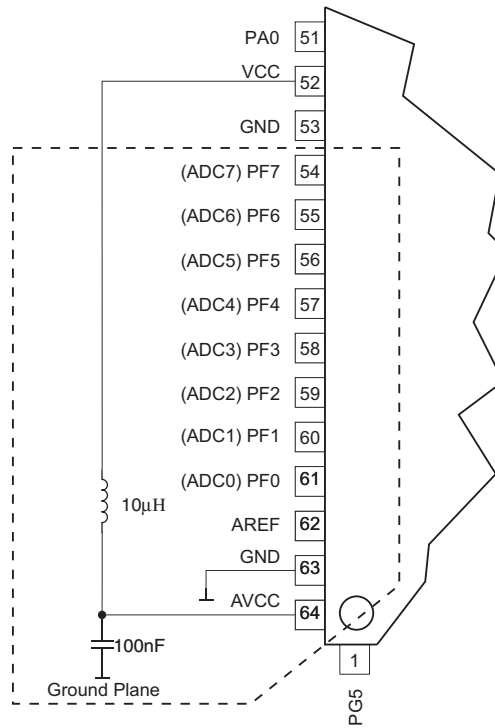 PA0 51
VCC 52
GND 53
(ADC7) PF7 54
(ADC6) PF6 55
(ADC5) PF5 56
(ADC4) PF4 57
(ADC3) PF3 58
(ADC2) PF2 59
(ADC1) PF1 60
(ADC0) PF0 61
10μH
AREF 62
GND 63
AVCC 64
100nF
1
Ground Plane
PG5